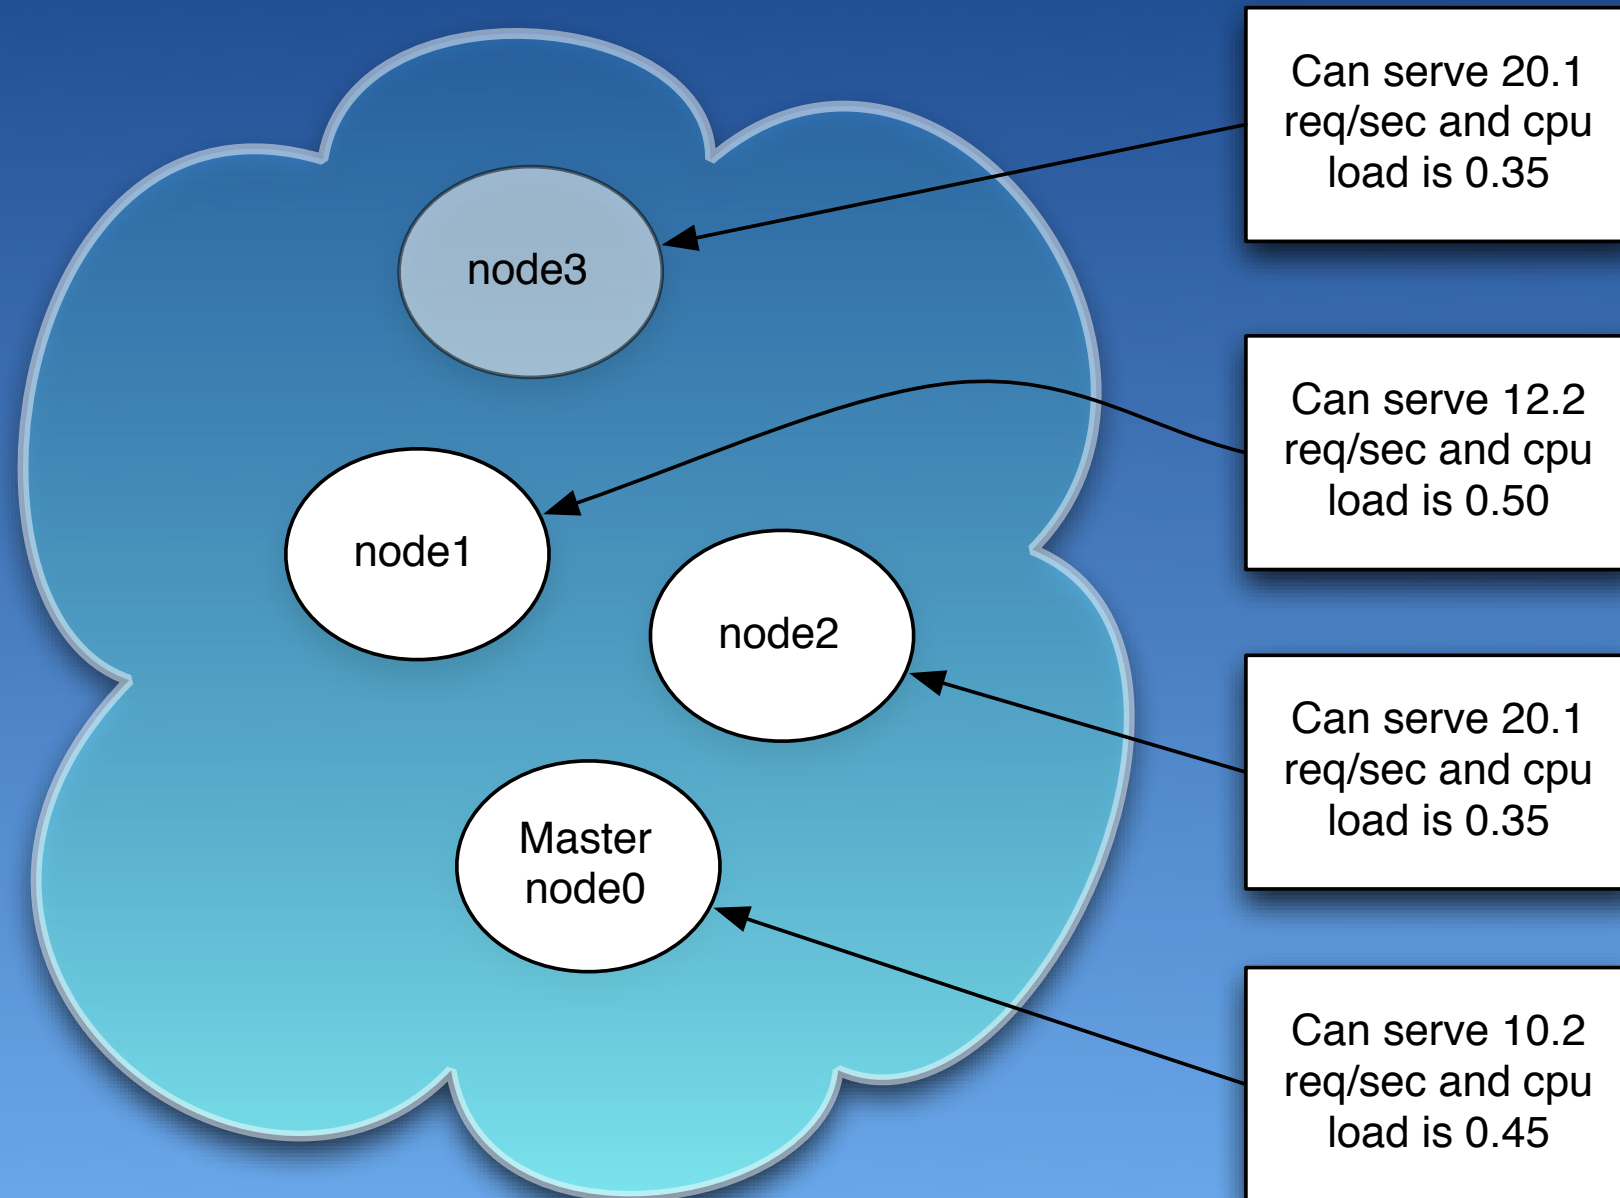 Can serve 20.1
req/sec and cpu
load is 0.35
node3
Can serve 12.2
req/sec and cpu
load is 0.50
node1
node2
Can serve 20.1
req/sec and cpu
load is 0.35
Master
node0
Can serve 10.2
req/sec and cpu
load is 0.45